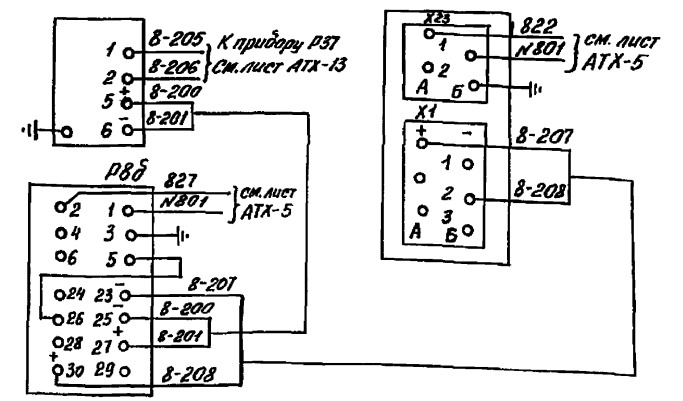 1 8-205 К прибору Р37
2 8-206 См. лист АТХ-13
5 + 8-200
6 - 8-201
Р8б
2 827 см. лист
1 N801 АТХ-5
4 3
6 5
24 23 - 8-207
26 25 - 8-200
28 27 + 8-201
+ 30 29 8-208
Х23
1 822 см. лист
2 N801 АТХ-5
А Б
Х1
+ - 8-207
1
2 8-208
3
А Б